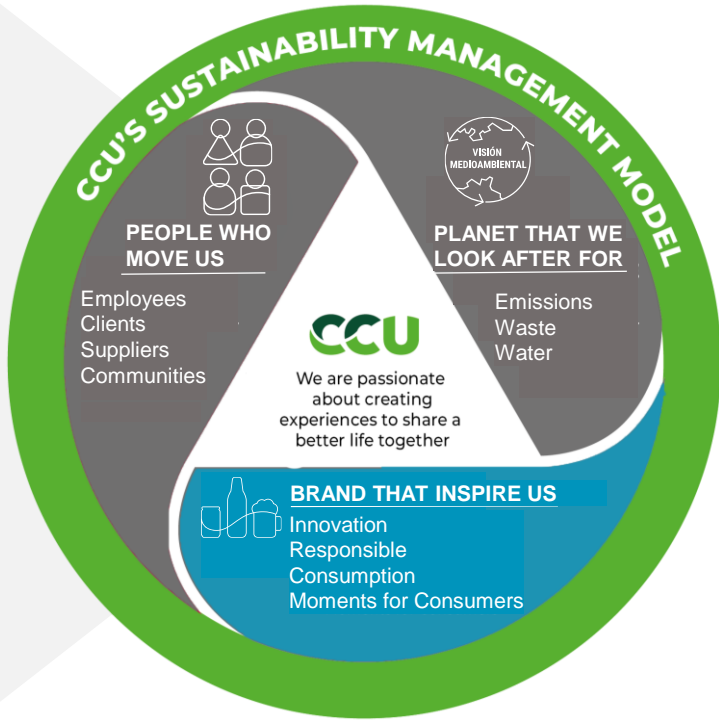 CCU'S SUSTAINABILITY MANAGEMENT MODEL
PEOPLE WHO
MOVE US
Employees
Clients
Suppliers
Communities
VISIÓN
MEDIOAMBIENTAL
PLANET THAT WE
LOOK AFTER FOR
Emissions
Waste
Water
CCU
We are passionate
about creating
experiences to share a
better life together
BRAND THAT INSPIRE US
Innovation
Responsible
Consumption
Moments for Consumers